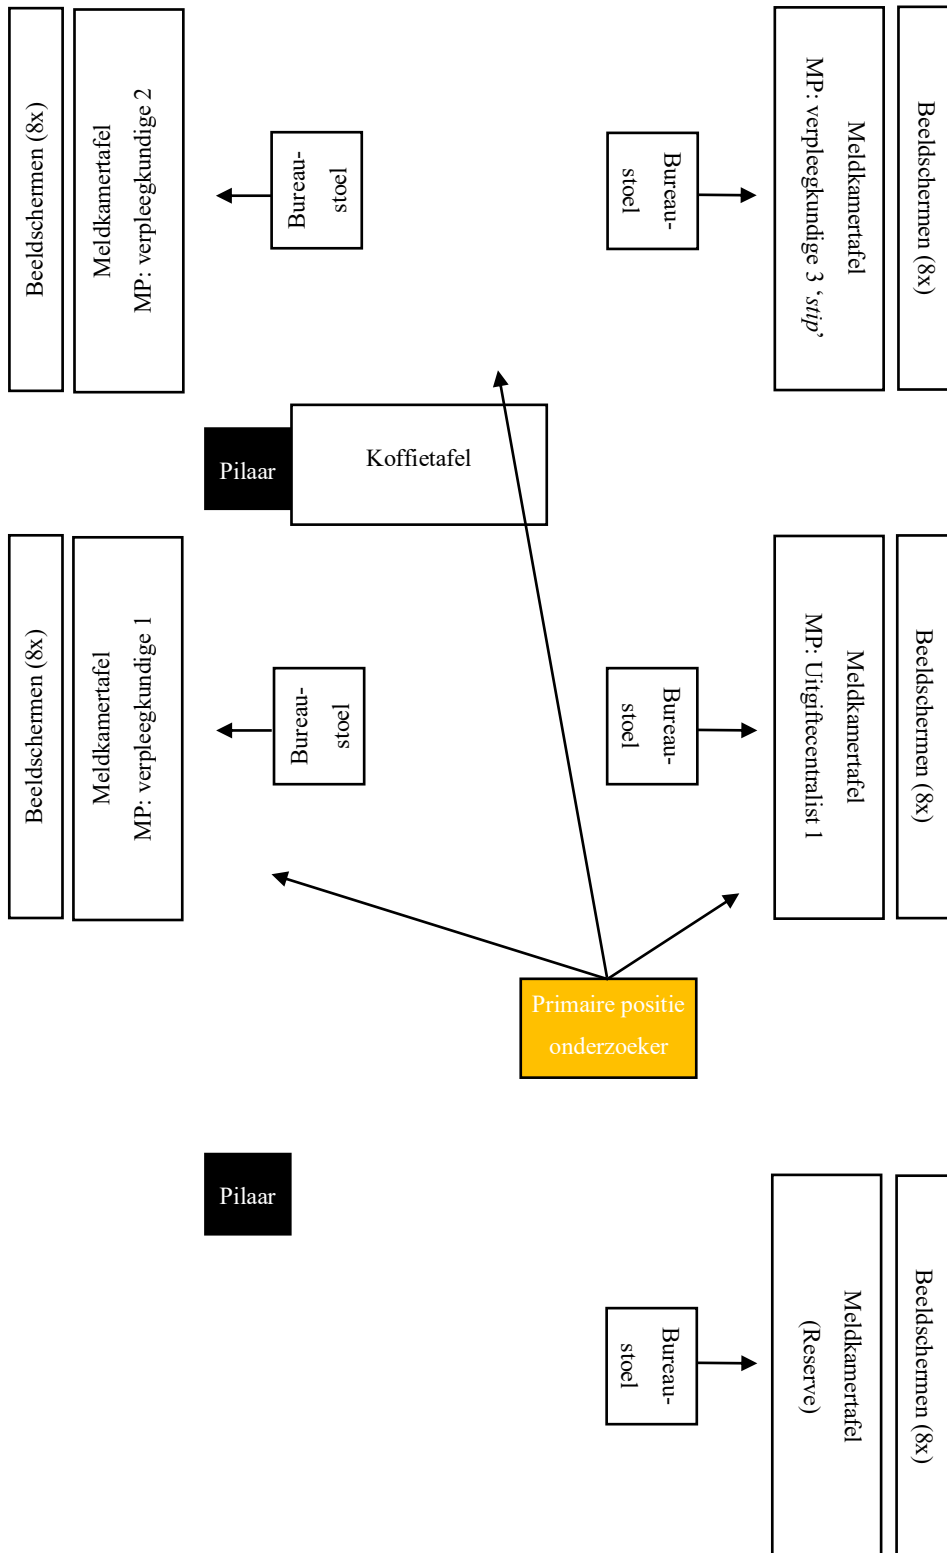 Beeldschermen (8x)
Meldkamertafel
MP: verpleegkundige 2
Bureau-
stoel
Bureau-
stoel
Meldkamertafel
MP: verpleegkundige 3 ‘stip’
Beeldschermen (8x)
Pilaar
Koffietafel
Beeldschermen (8x)
Meldkamertafel
MP: verpleegkundige 1
Bureau-
stoel
Bureau-
stoel
Meldkamertafel
MP: Uitgiftecentralist 1
Beeldschermen (8x)
Primaire positie
onderzoeker
Pilaar
Bureau-
stoel
Meldkamertafel
(Reserve)
Beeldschermen (8x)